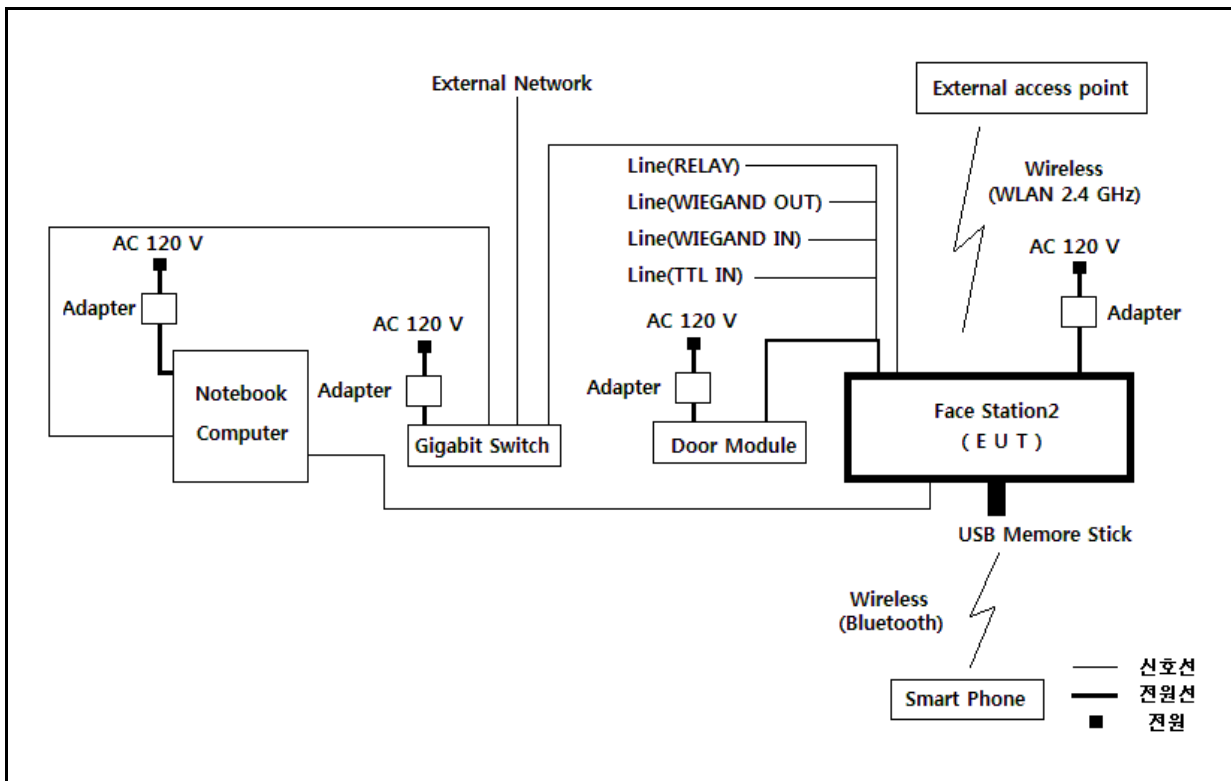 External Network
External access point
Line(RELAY)
Line(WIEGAND OUT)
Line(WIEGAND IN)
Line(TTL IN)
Wireless
(WLAN 2.4 GHz)
AC 120 V
Adapter
AC 120 V
Adapter
AC 120 V
Adapter
AC 120 V
Adapter
Notebook
Computer
Gigabit Switch
Door Module
Face Station2
( E U T )
USB Memore Stick
Wireless
(Bluetooth)
Smart Phone
신호선
전원선
전원